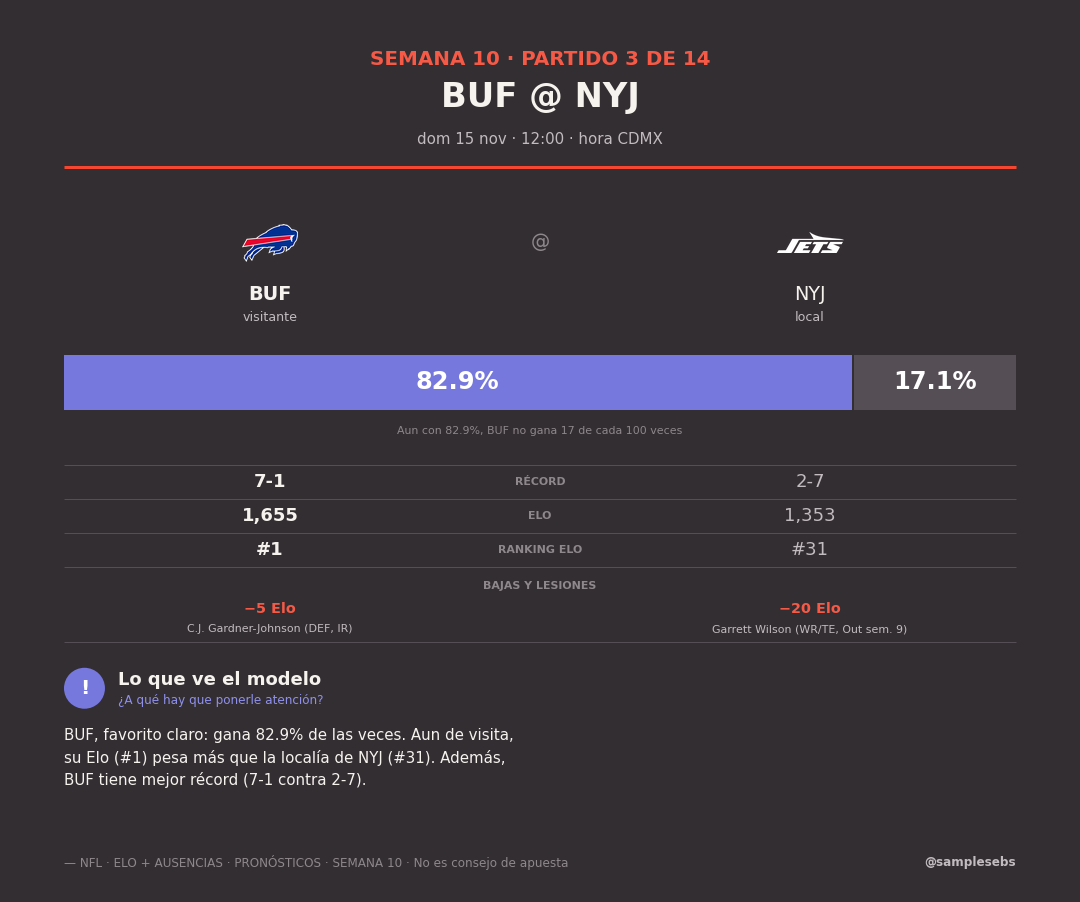 SEMANA 10 · PARTIDO 3 DE 14
BUF @ NYJ
dom 15 nov · 12:00 · hora CDMX
@
JETS
BUF
NYJ
visitante
local
82.9%
17.1%
Aun con 82.9%, BUF no gana 17 de cada 100 veces
7-1 RÉCORD 2-7
1,655 ELO 1,353
#1 RANKING ELO #31
BAJAS Y LESIONES
−5 Elo
−20 Elo
C.J. Gardner-Johnson (DEF, IR)
Garrett Wilson (WR/TE, Out sem. 9)
!
Lo que ve el modelo
¿A qué hay que ponerle atención?
BUF, favorito claro: gana 82.9% de las veces. Aun de visita,
su Elo (#1) pesa más que la localía de NYJ (#31). Además,
BUF tiene mejor récord (7-1 contra 2-7).
— NFL · ELO + AUSENCIAS · PRONÓSTICOS · SEMANA 10 · No es consejo de apuesta
@samplesebs